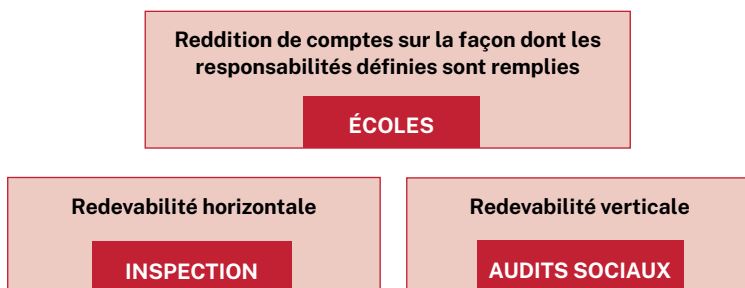 Reddition de comptes sur la façon dont les
responsabilités définies sont remplies
ÉCOLES
Redevabilité horizontale
INSPECTION
Redevabilité verticale
AUDITS SOCIAUX